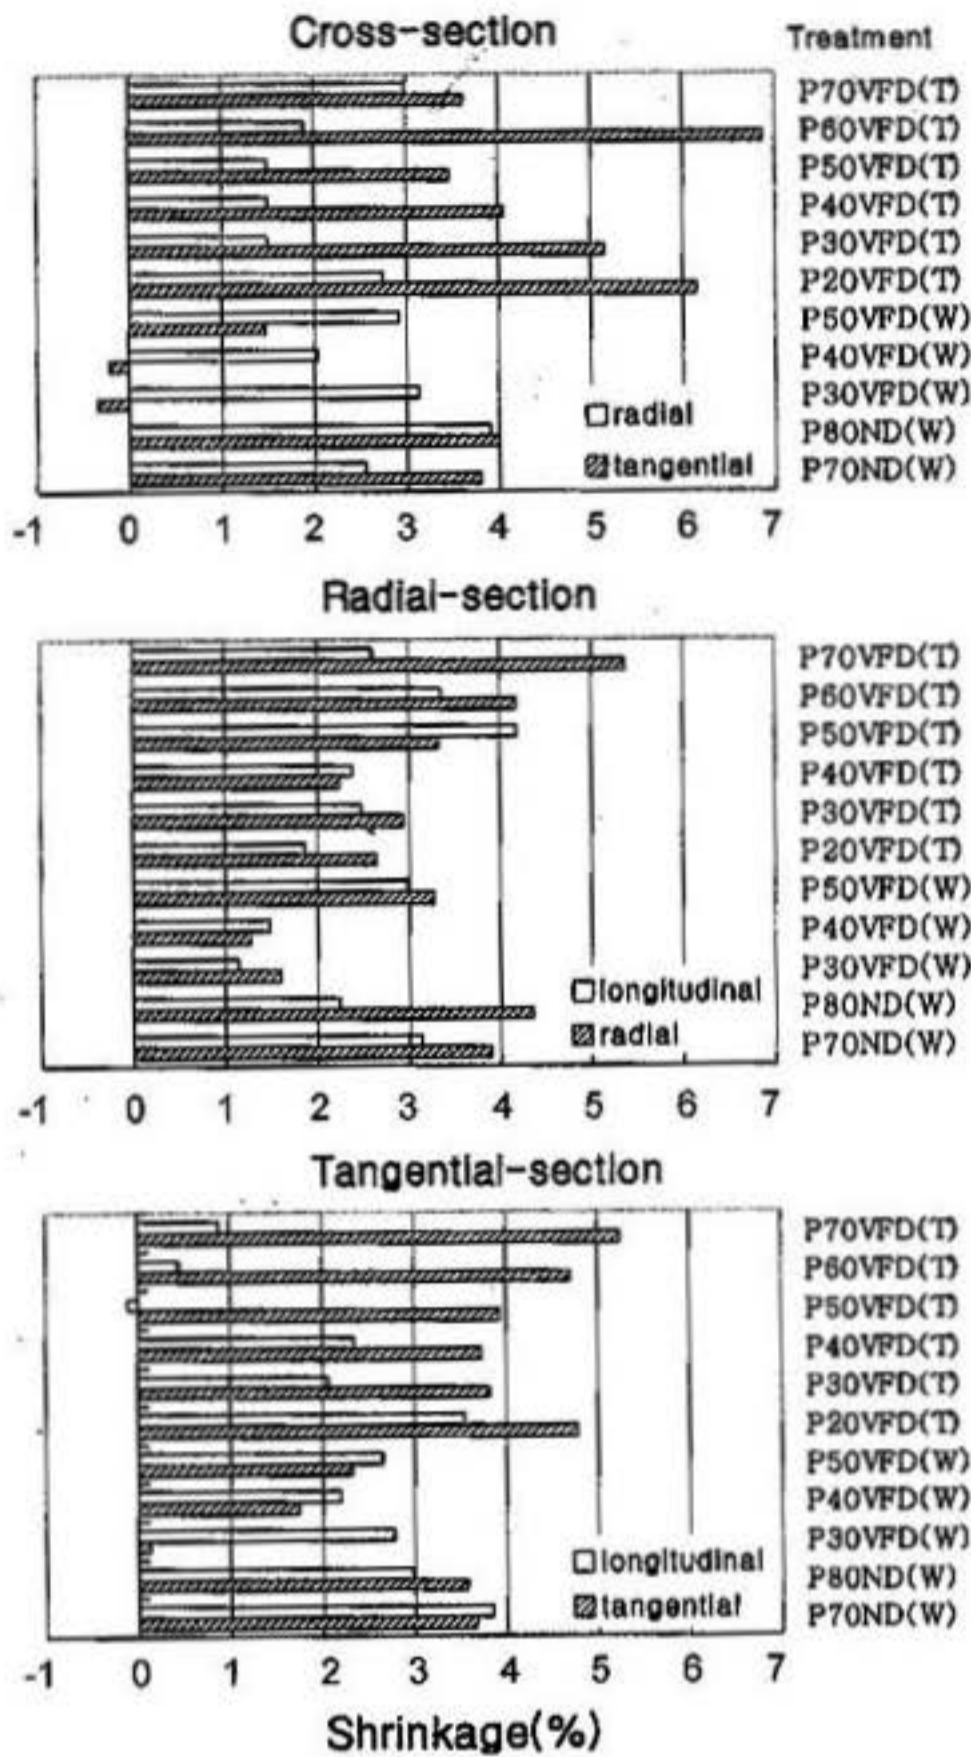 Cross-section
Treatment
P70VFD(T)
P60VFD(T)
P50VFD(T)
P40VFD(T)
P30VFD(T)
P20VFD(T)
P50VFD(W)
P40VFD(W)
P30VFD(W)
P80ND(W)
P70ND(W)
radial
tangential
-1 0 1 2 3 4 5 6 7
Radial-section
P70VFD(T)
P60VFD(T)
P50VFD(T)
P40VFD(T)
P30VFD(T)
P20VFD(T)
P50VFD(W)
P40VFD(W)
P30VFD(W)
P80ND(W)
P70ND(W)
longitudinal
radial
-1 0 1 2 3 4 5 6 7
Tangential-section
P70VFD(T)
P60VFD(T)
P50VFD(T)
P40VFD(T)
P30VFD(T)
P20VFD(T)
P50VFD(W)
P40VFD(W)
P30VFD(W)
P80ND(W)
P70ND(W)
longitudinal
tangential
-1 0 1 2 3 4 5 6 7
Shrinkage(%)